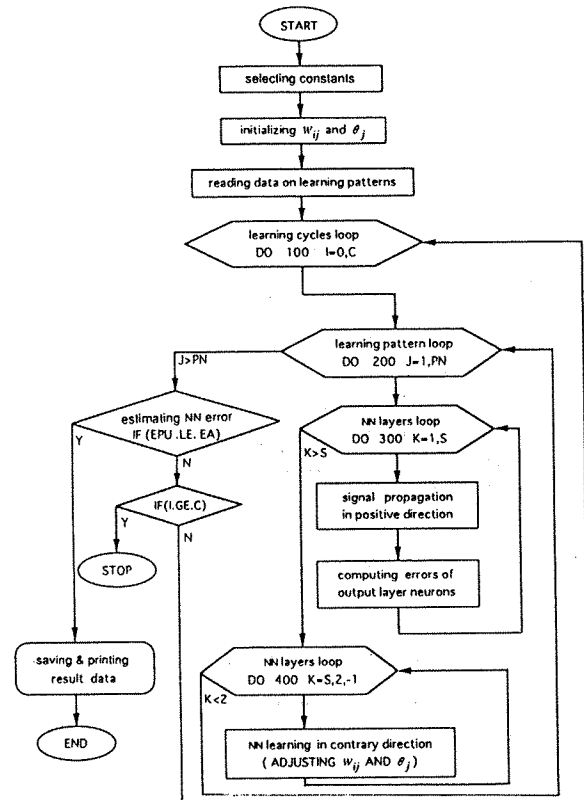 START
selecting constants
initializing w_ij and θ_j
reading data on learning patterns
learning cycles loop
DO 100 I=0,C
learning pattern loop
DO 200 J=1,PN
J>PN
estimating NN error
IF (EPU .LE. EA)
Y
N
IF(I.GE.C)
Y
N
STOP
NN layers loop
DO 300 K=1,S
K>S
signal propagation
in positive direction
computing errors of
output layer neurons
saving & printing
result data
END
NN layers loop
DO 400 K=S,2,-1
K<2
NN learning in contrary direction
( ADJUSTING w_ij AND θ_j )